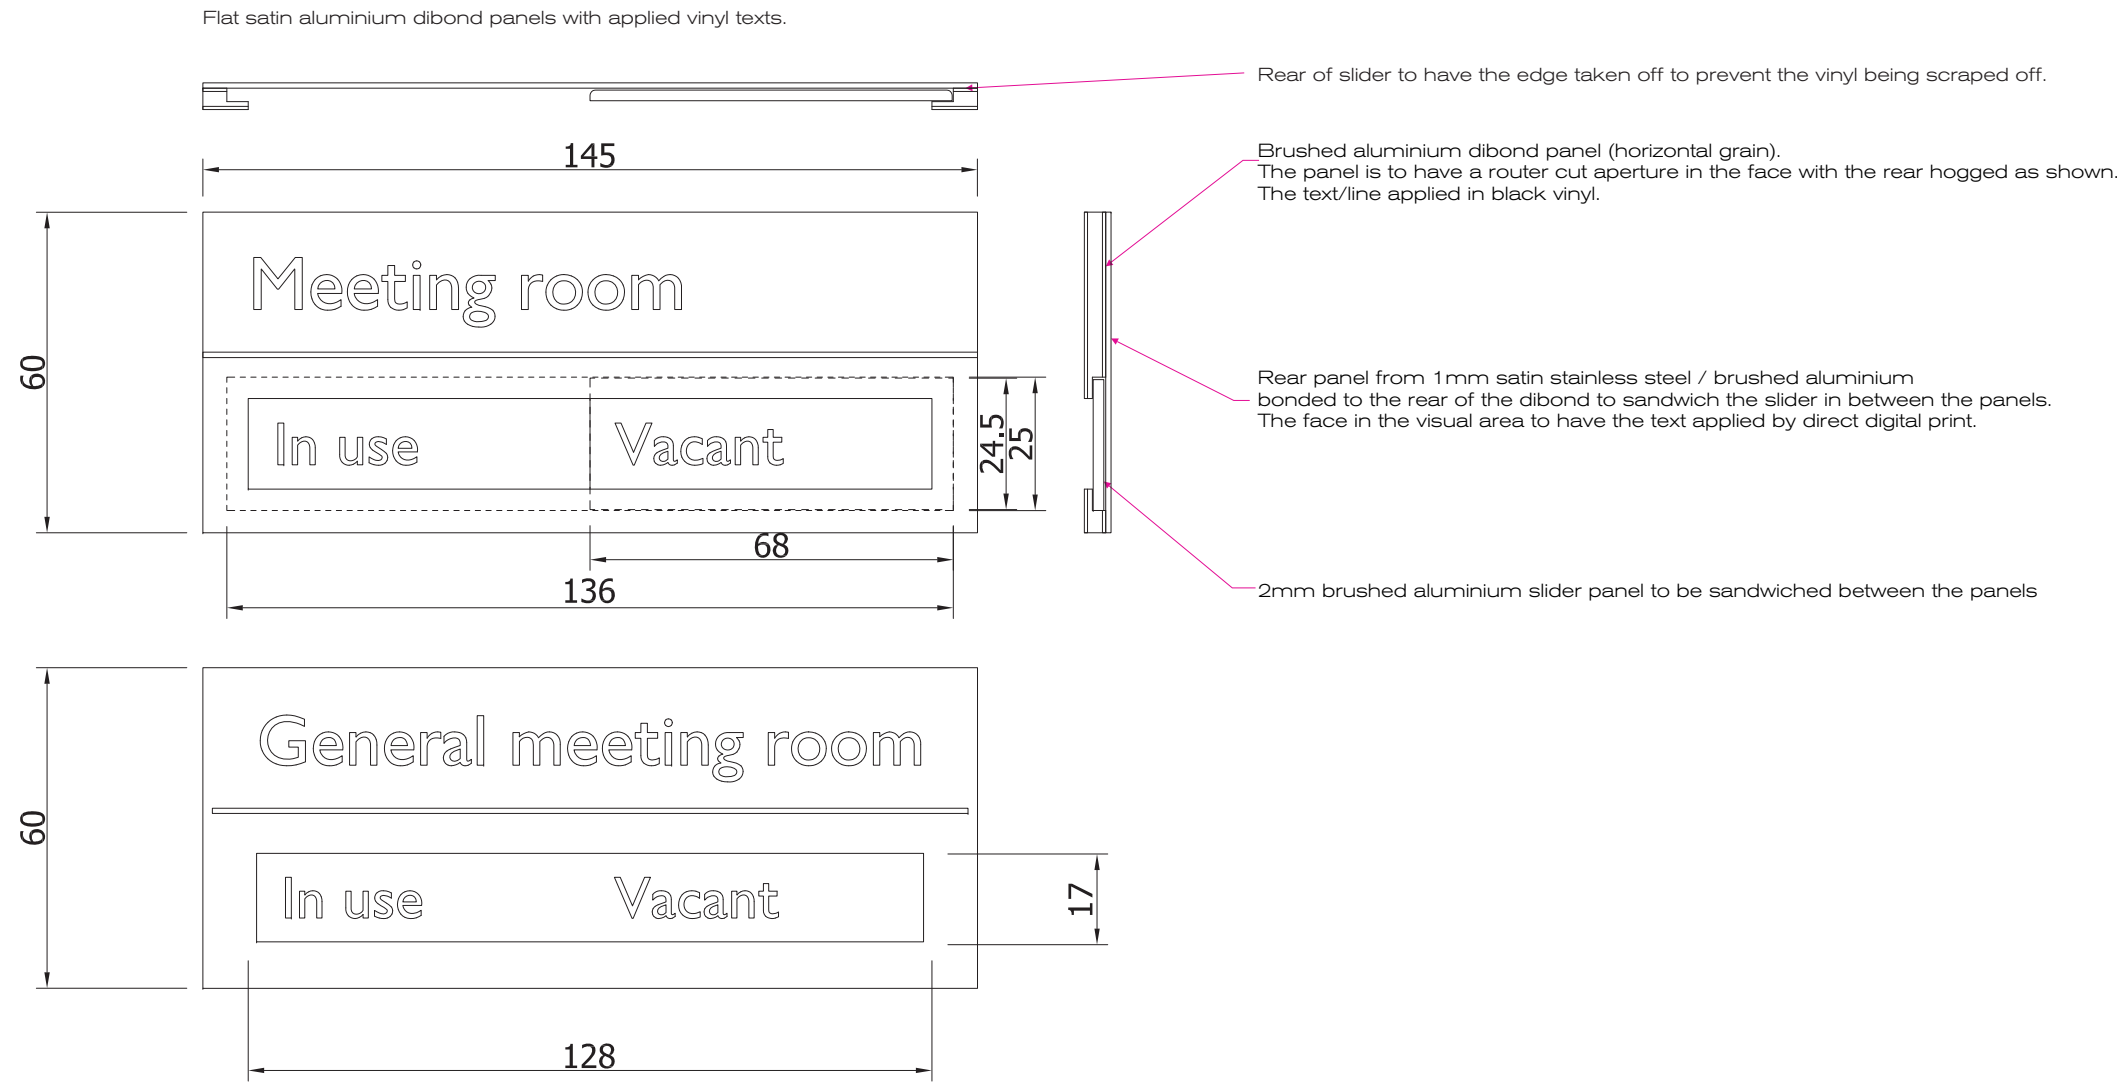 Flat satin aluminium dibond panels with applied vinyl texts.
Rear of slider to have the edge taken off to prevent the vinyl being scraped off.
145
Brushed aluminium dibond panel (horizontal grain).
The panel is to have a router cut aperture in the face with the rear hogged as shown.
The text/line applied in black vinyl.
60
Meeting room
Rear panel from 1mm satin stainless steel / brushed aluminium
bonded to the rear of the dibond to sandwich the slider in between the panels.
The face in the visual area to have the text applied by direct digital print.
In use
Vacant
24.5
25
68
136
2mm brushed aluminium slider panel to be sandwiched between the panels
60
General meeting room
In use
Vacant
17
128